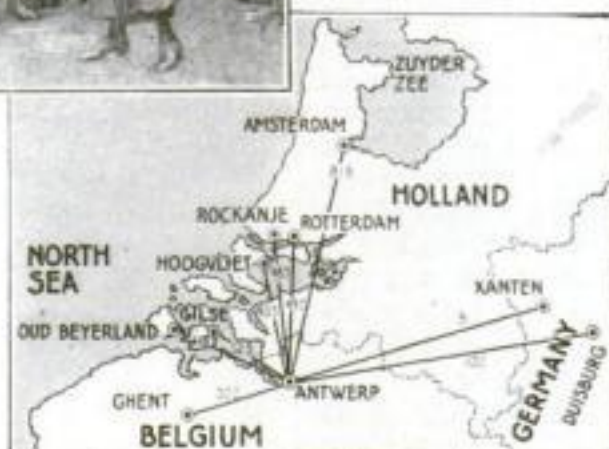 ZUYDER
ZEE
AMSTERDAM
HOLLAND
ROCKANJE
ROTTERDAM
NORTH
SEA
HOOGVLIET
XANTEN
GILSE
OUD BEYERLAND
GERMANY
DUISBURG
ANTWERP
GHENT
BELGIUM